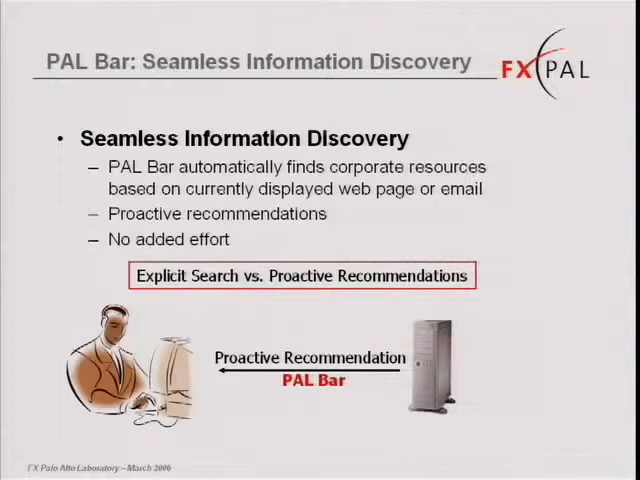 PAL Bar: Seamless Information Discovery
FXPAL
• Seamless Information Discovery
– PAL Bar automatically finds corporate resources
based on currently displayed web page or email
– Proactive recommendations
– No added effort
Explicit Search vs. Proactive Recommendations
Proactive Recommendation
PAL Bar
FX Palo Alto Laboratory – March 2006